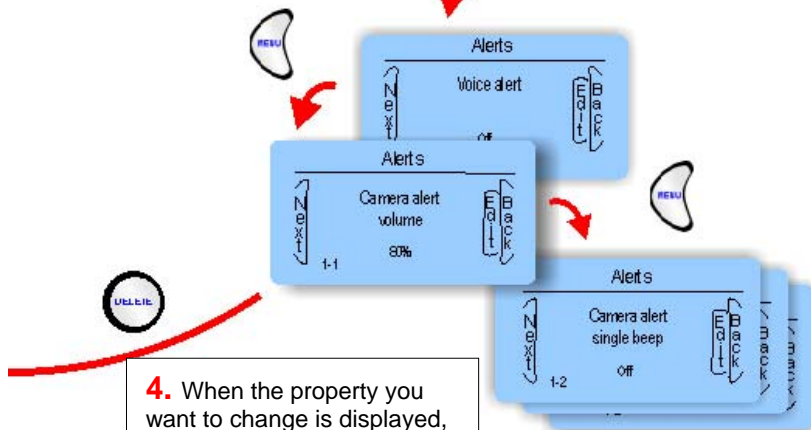 MENU
Alerts
Voice alert
Next
Edit
Back
Off
Alerts
Camera alert
volume
80%
Next
Edit
Back
1-1
MENU
Alerts
Camera alert
single beep
Off
Next
Edit
Back
1-2
Back
DELETE
4. When the property you
want to change is displayed,